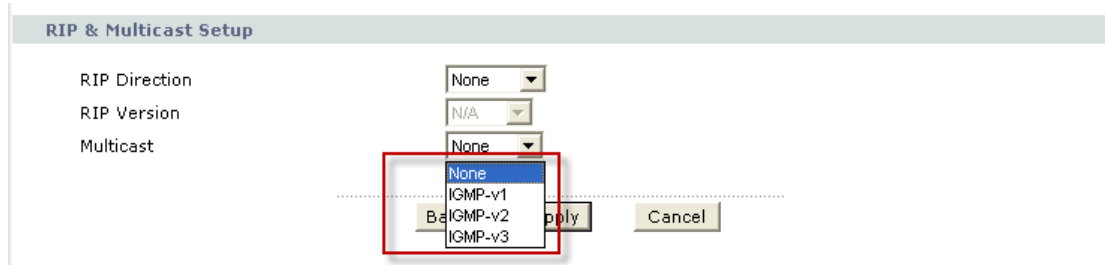 RIP & Multicast Setup
RIP Direction None
RIP Version N/A
Multicast None
None
IGMP-v1
IGMP-v2
IGMP-v3
Cancel